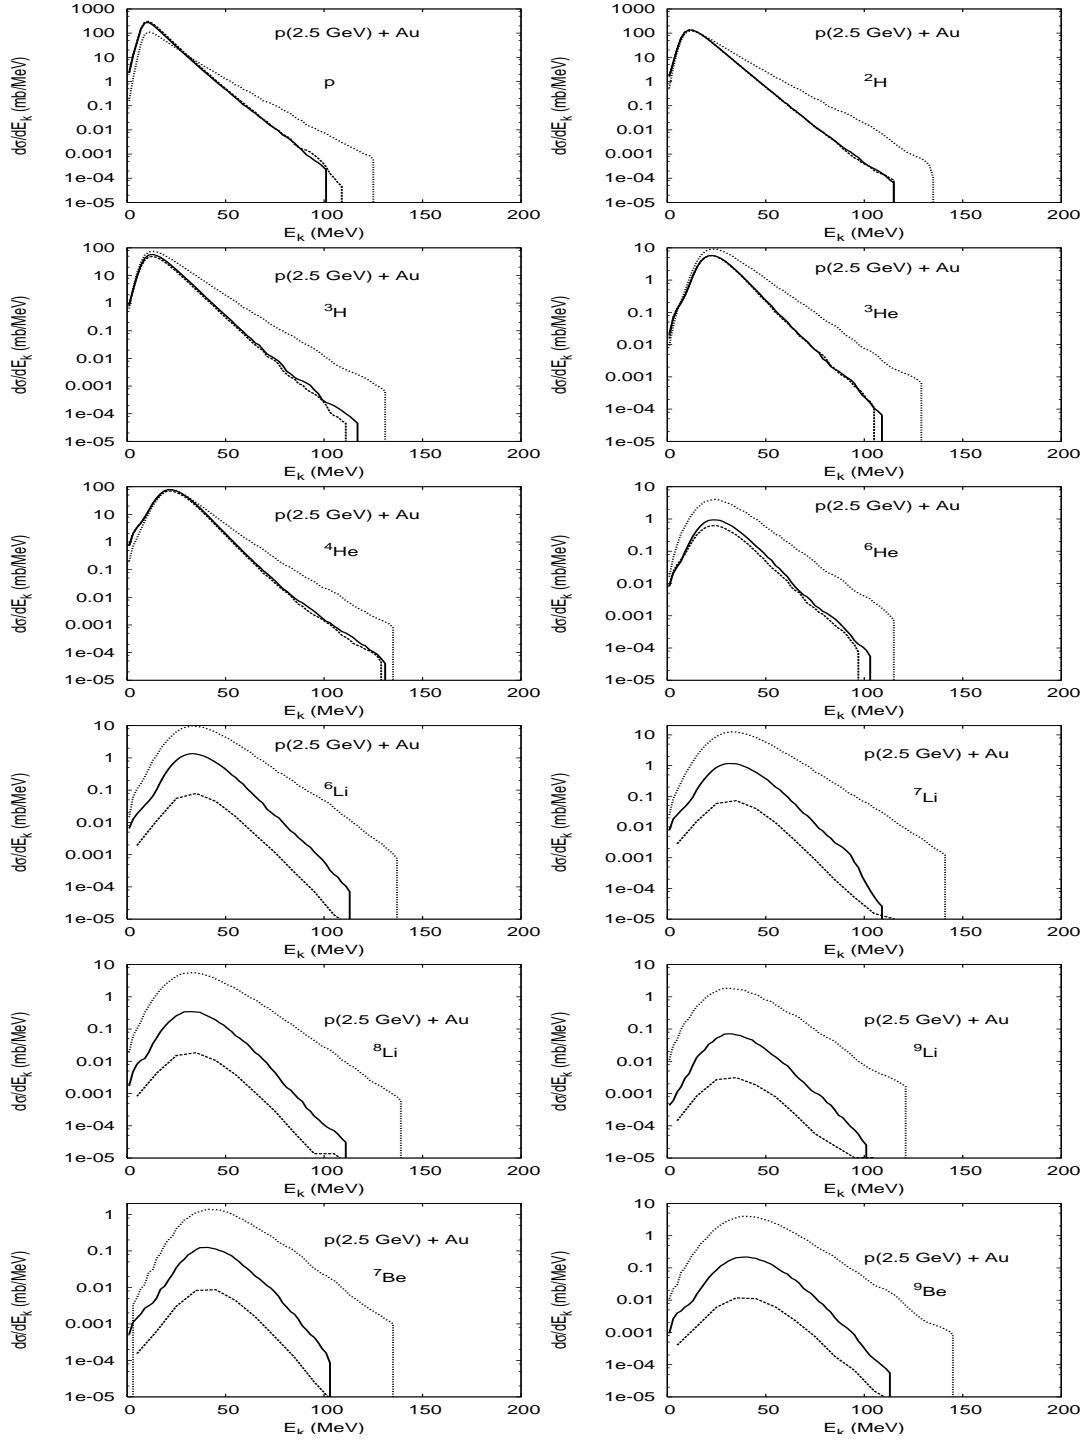 1000
100
10
1
0.1
0.01
0.001
1e-04
1e-05
dσ/dE_k (mb/MeV)
p(2.5 GeV) + Au
p
0 50 100 150 200
E_k (MeV)
1000
100
10
1
0.1
0.01
0.001
1e-04
1e-05
dσ/dE_k (mb/MeV)
p(2.5 GeV) + Au
²H
0 50 100 150 200
E_k (MeV)
100
10
1
0.1
0.01
0.001
1e-04
1e-05
dσ/dE_k (mb/MeV)
p(2.5 GeV) + Au
³H
0 50 100 150 200
E_k (MeV)
10
1
0.1
0.01
0.001
1e-04
1e-05
dσ/dE_k (mb/MeV)
p(2.5 GeV) + Au
³He
0 50 100 150 200
E_k (MeV)
100
10
1
0.1
0.01
0.001
1e-04
1e-05
dσ/dE_k (mb/MeV)
p(2.5 GeV) + Au
⁴He
0 50 100 150 200
E_k (MeV)
10
1
0.1
0.01
0.001
1e-04
1e-05
dσ/dE_k (mb/MeV)
p(2.5 GeV) + Au
⁶He
0 50 100 150 200
E_k (MeV)
10
1
0.1
0.01
0.001
1e-04
1e-05
dσ/dE_k (mb/MeV)
p(2.5 GeV) + Au
⁶Li
0 50 100 150 200
E_k (MeV)
10
1
0.1
0.01
0.001
1e-04
1e-05
dσ/dE_k (mb/MeV)
p(2.5 GeV) + Au
⁷Li
0 50 100 150 200
E_k (MeV)
10
1
0.1
0.01
0.001
1e-04
1e-05
dσ/dE_k (mb/MeV)
p(2.5 GeV) + Au
⁸Li
0 50 100 150 200
E_k (MeV)
10
1
0.1
0.01
0.001
1e-04
1e-05
dσ/dE_k (mb/MeV)
p(2.5 GeV) + Au
⁹Li
0 50 100 150 200
E_k (MeV)
1
0.1
0.01
0.001
1e-04
1e-05
dσ/dE_k (mb/MeV)
p(2.5 GeV) + Au
⁷Be
0 50 100 150 200
E_k (MeV)
10
1
0.1
0.01
0.001
1e-04
1e-05
dσ/dE_k (mb/MeV)
p(2.5 GeV) + Au
⁹Be
0 50 100 150 200
E_k (MeV)